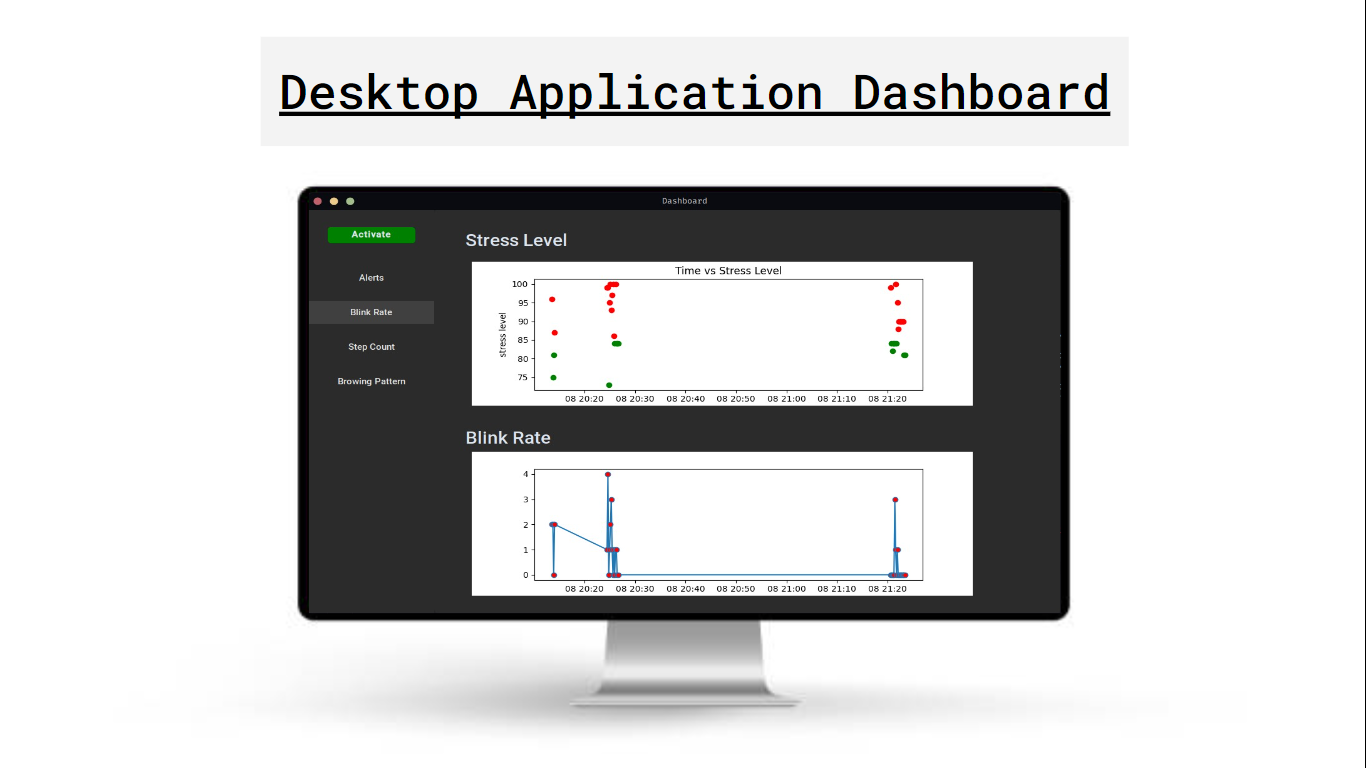 Desktop Application Dashboard
Dashboard
Activate
Alerts
Blink Rate
Step Count
Browing Pattern
Stress Level
Time vs Stress Level
stress level
100
95
90
85
80
75
08 20:20 08 20:30 08 20:40 08 20:50 08 21:00 08 21:10 08 21:20
Blink Rate
4
3
2
1
0
08 20:20 08 20:30 08 20:40 08 20:50 08 21:00 08 21:10 08 21:20